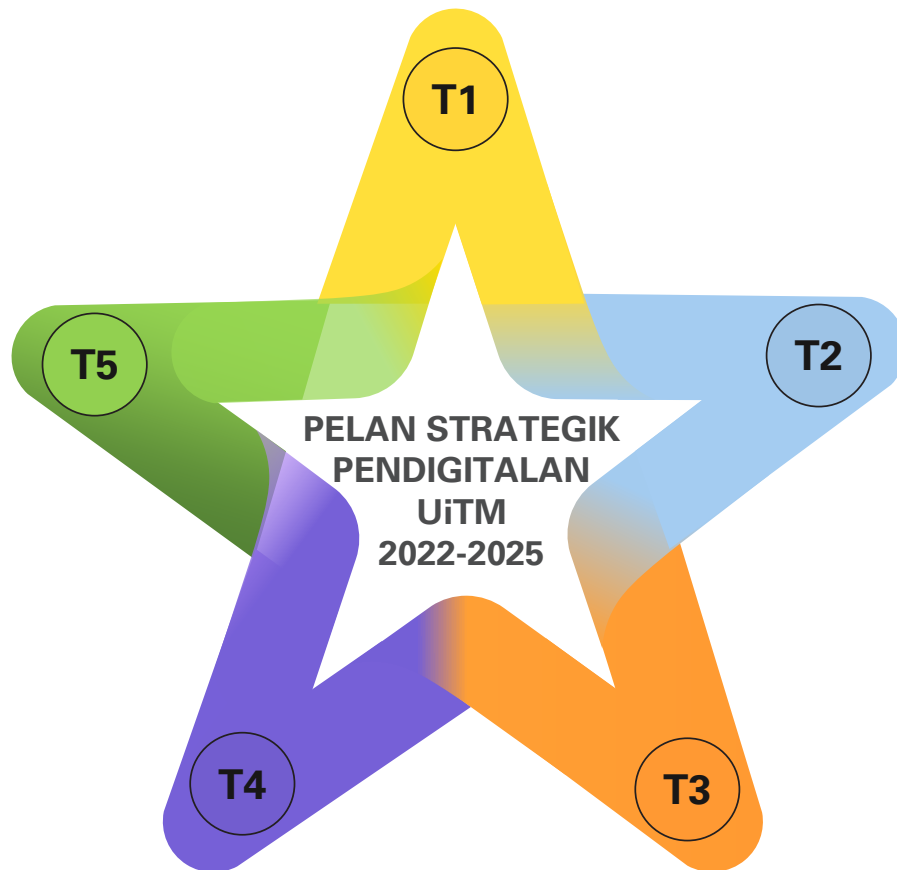 T1
T5
T2
PELAN STRATEGIK
PENDIGITALAN
UiTM
2022-2025
T4
T3